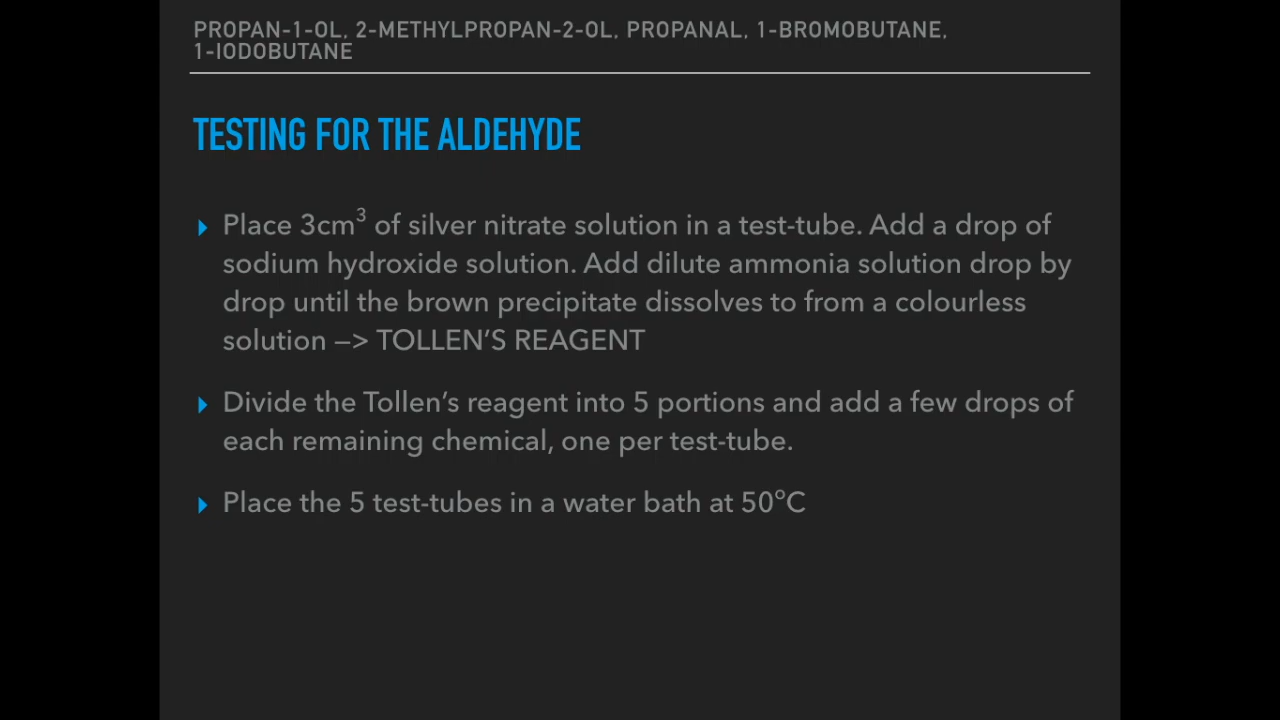 PROPAN-1-OL, 2-METHYLPROPAN-2-OL, PROPANAL, 1-BROMOBUTANE,
1-IODOBUTANE
TESTING FOR THE ALDEHYDE
▸ Place 3cm³ of silver nitrate solution in a test-tube. Add a drop of
sodium hydroxide solution. Add dilute ammonia solution drop by
drop until the brown precipitate dissolves to from a colourless
solution —> TOLLEN’S REAGENT
▸ Divide the Tollen’s reagent into 5 portions and add a few drops of
each remaining chemical, one per test-tube.
▸ Place the 5 test-tubes in a water bath at 50ºC